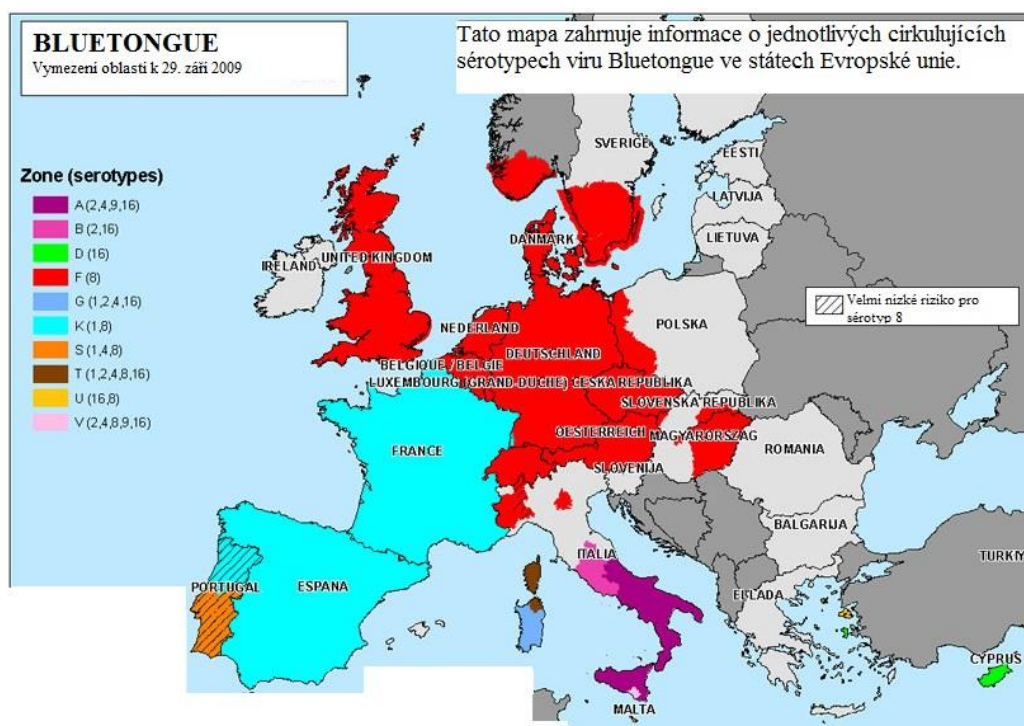 BLUETONGUE
Vymezení oblasti k 29. září 2009
Tato mapa zahrnuje informace o jednotlivých cirkulujících
sérotypech viru Bluetongue ve státech Evropské unie.
Zone (serotypes)
A (2,4,9,16)
B (2,16)
D (16)
F (8)
G (1,2,4,16)
K (1,8)
S (1,4,8)
T (1,2,4,8,16)
U (16,8)
V (2,4,8,9,16)
Velmi nízké riziko pro
sérotyp 8
SVERIGE
EESTI
LATVIJA
LIETUVA
DANMARK
IRELAND
UNITED KINGDOM
NEDERLAND
POLSKA
DEUTSCHLAND
BELGIQUE / BELGIE
LUXEMBOURG (GRAND-DUCHE)
CESKA REPUBLIKA
SLOVENSKA REPUBLIKA
OESTERREICH
MAGYARORSZAG
FRANCE
SLOVENIJA
ROMANIA
BALGARIJA
ITALIA
TURKIY
PORTUGAL
ESPANA
ELLADA
CYPRUS
MALTA